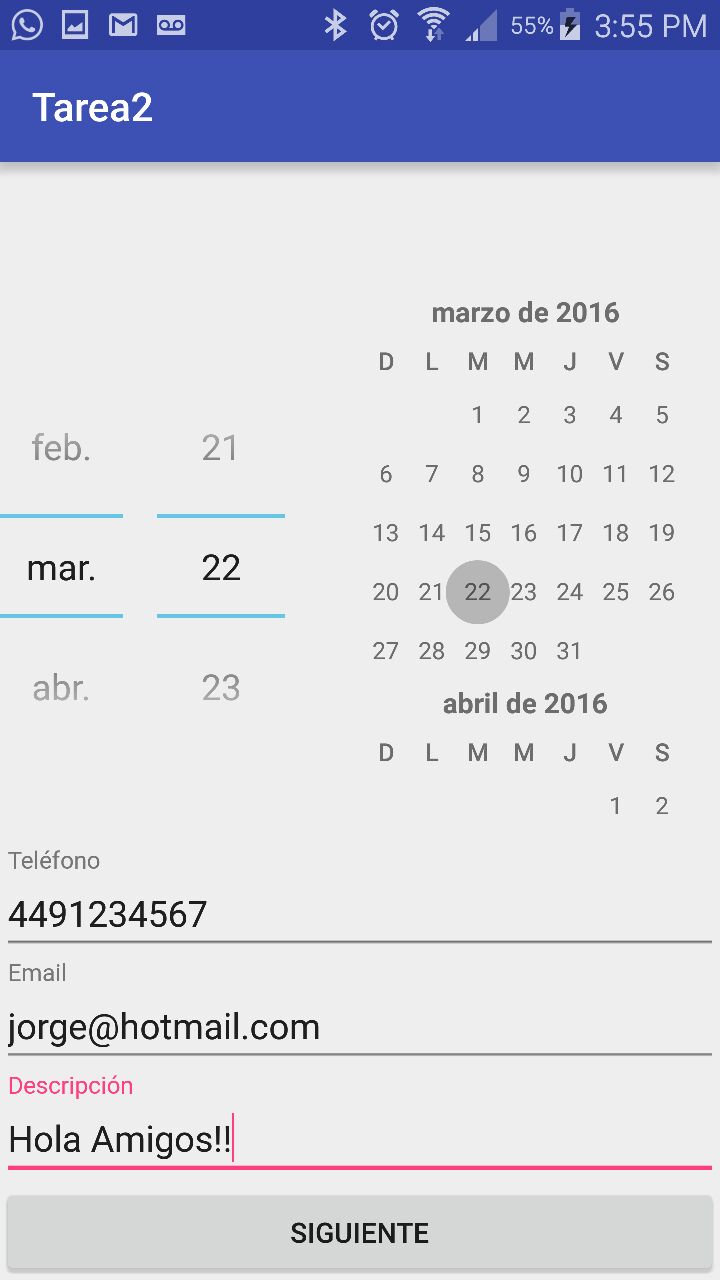 55% 3:55 PM
Tarea2
feb. 21
mar. 22
abr. 23
marzo de 2016
D L M M J V S
1 2 3 4 5
6 7 8 9 10 11 12
13 14 15 16 17 18 19
20 21 22 23 24 25 26
27 28 29 30 31
abril de 2016
D L M M J V S
1 2
Teléfono
4491234567
Email
jorge@hotmail.com
Descripción
Hola Amigos!!
SIGUIENTE